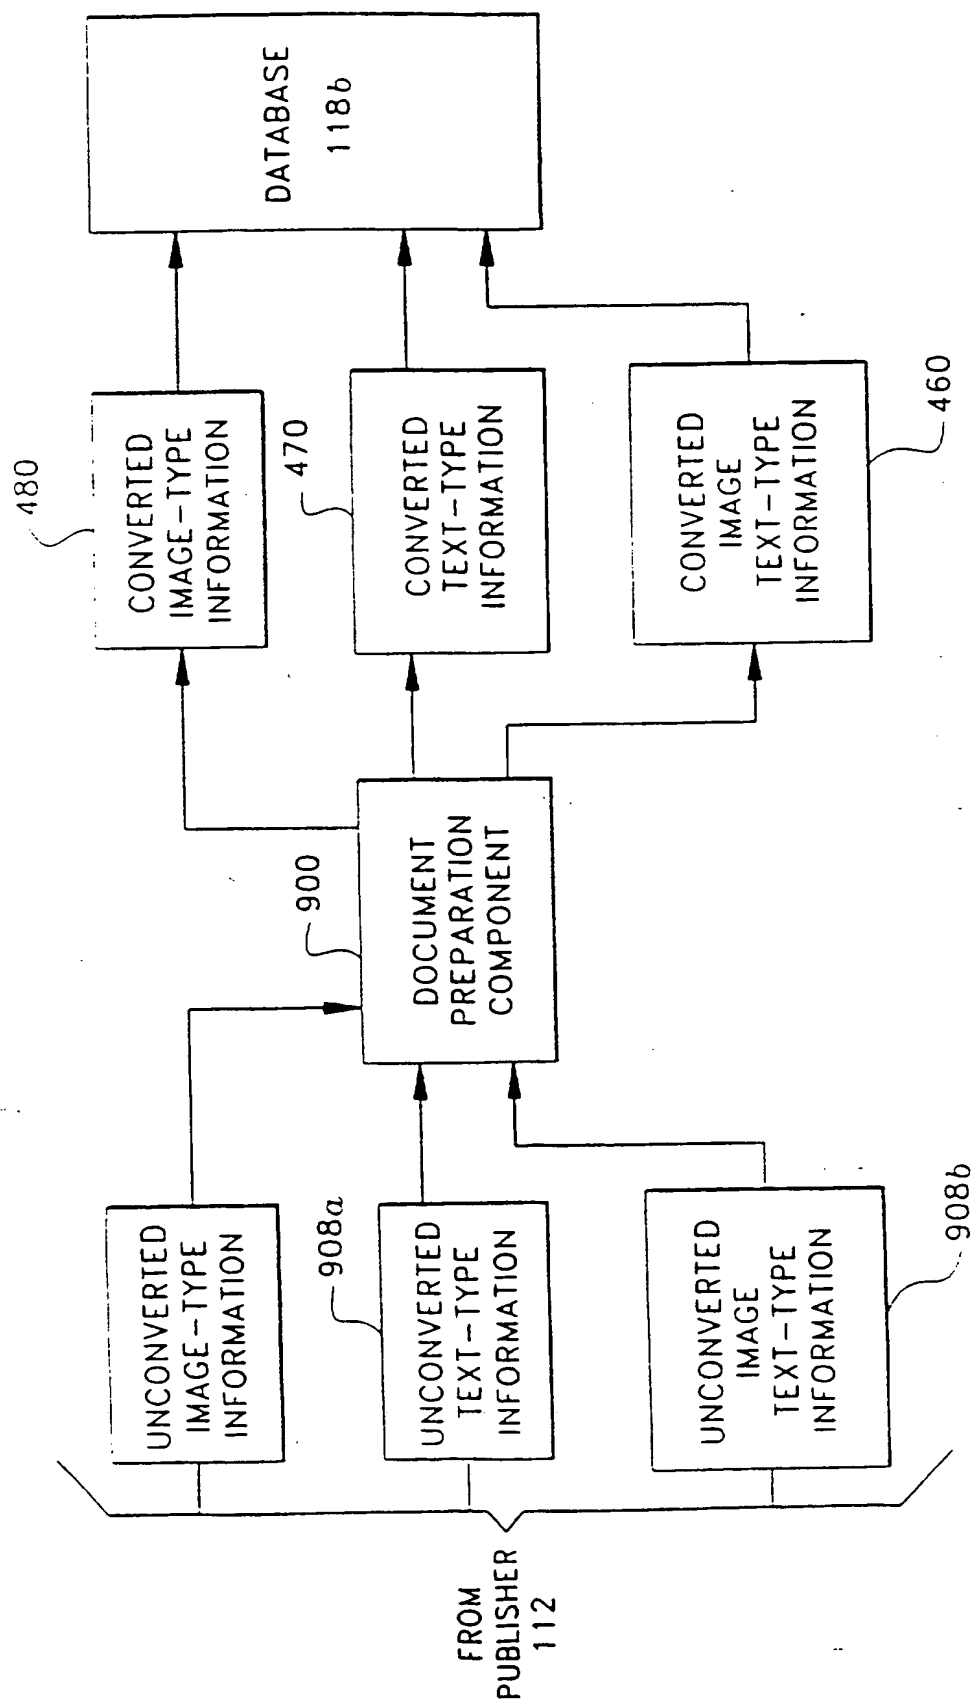 FROM
PUBLISHER
112
UNCONVERTED
IMAGE-TYPE
INFORMATION
908a
UNCONVERTED
TEXT-TYPE
INFORMATION
UNCONVERTED
IMAGE
TEXT-TYPE
INFORMATION
908b
900
DOCUMENT
PREPARATION
COMPONENT
480
CONVERTED
IMAGE-TYPE
INFORMATION
470
CONVERTED
TEXT-TYPE
INFORMATION
CONVERTED
IMAGE
TEXT-TYPE
INFORMATION
460
DATABASE
118b